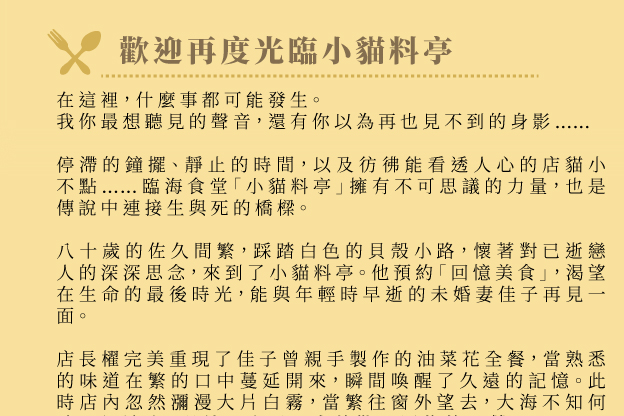 歡迎再度光臨小貓料亭
在這裡，什麼事都可能發生。
我你最想聽見的聲音，還有你以為再也見不到的身影……
停滯的鐘擺、靜止的時間，以及彷彿能看透人心的店貓小
不點……臨海食堂「小貓料亭」擁有不可思議的力量，也是
傳說中連接生與死的橋樑。
八十歲的佐久間繁，踩踏白色的貝殼小路，懷著對已逝戀
人的深深思念，來到了小貓料亭。他預約「回憶美食」，渴望
在生命的最後時光，能與年輕時早逝的未婚妻佳子再見一
面。
店長櫂完美重現了佳子曾親手製作的油菜花全餐，當熟悉
的味道在繁的口中蔓延開來，瞬間喚醒了久遠的記憶。此
時店內忽然瀰漫大片白霧，當繁往窗外望去，大海不知何